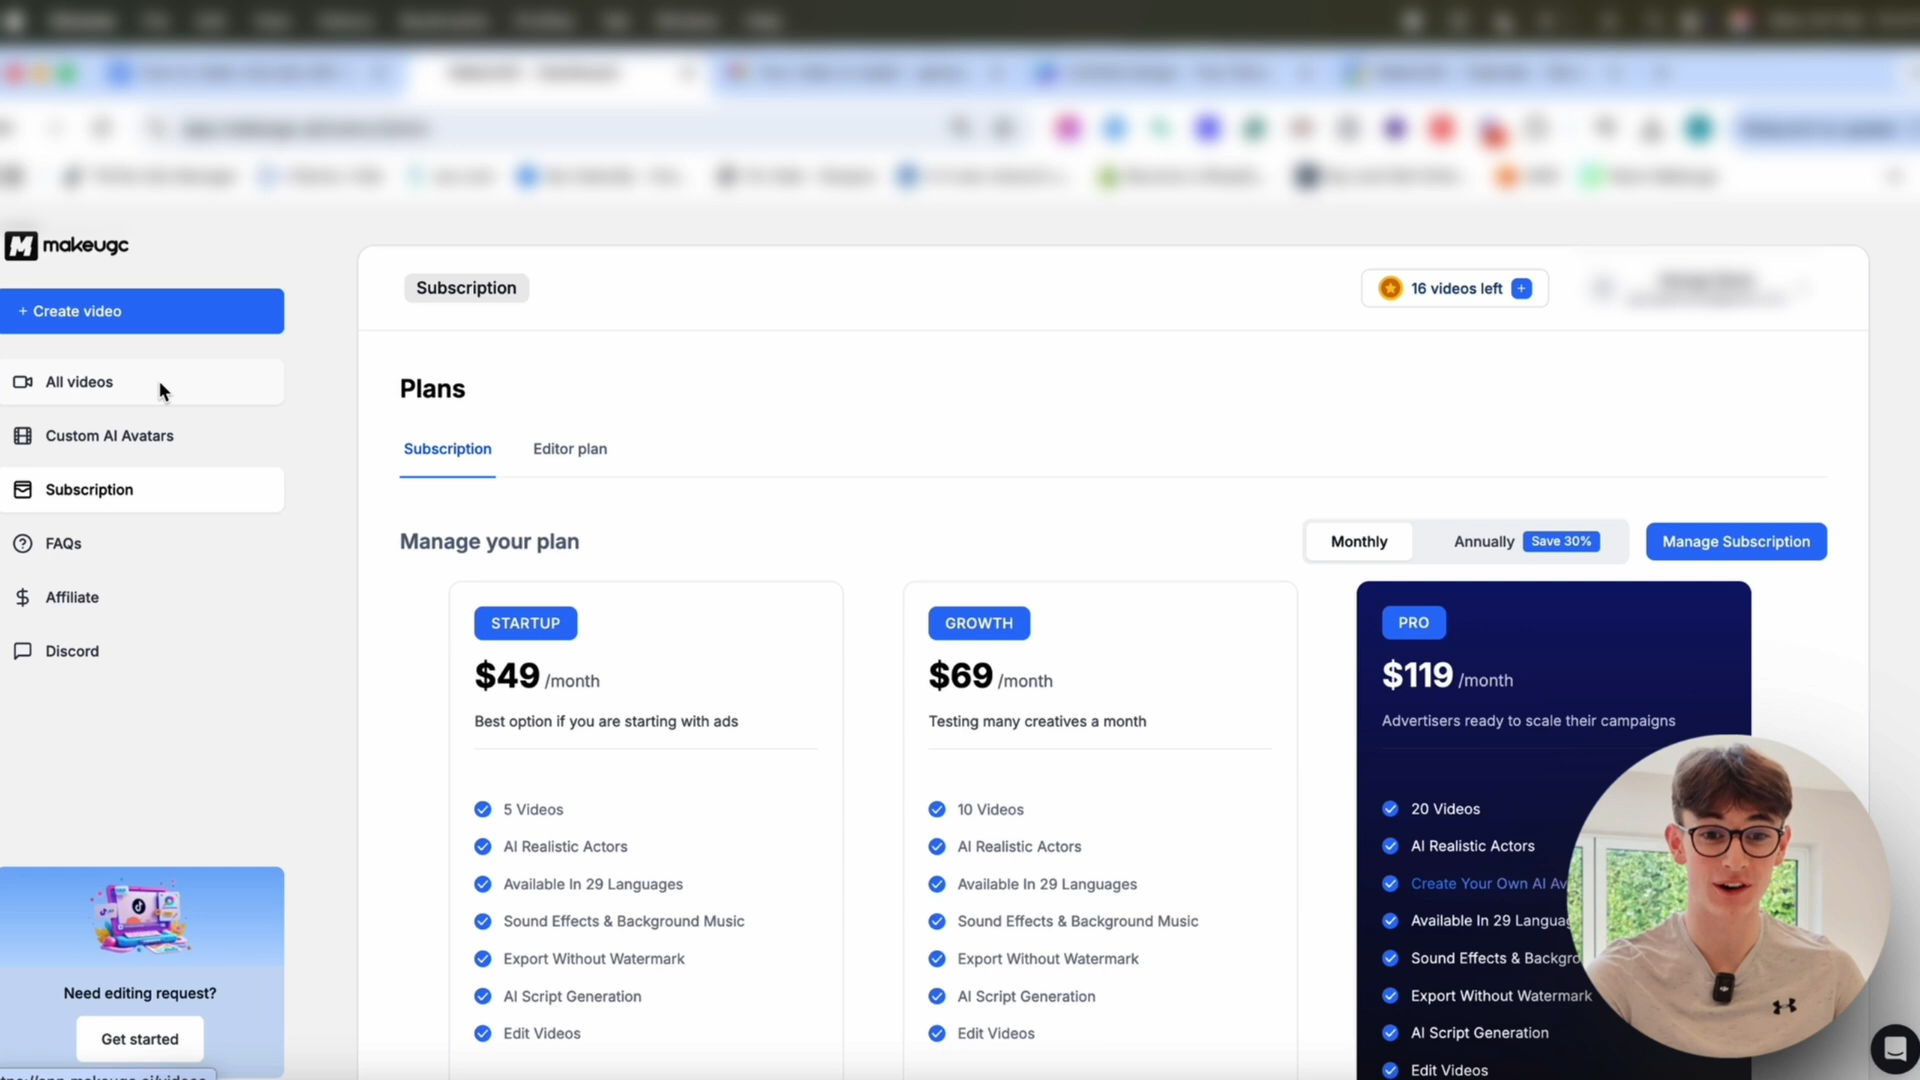 makeugc
+ Create video
All videos
Custom AI Avatars
Subscription
FAQs
Affiliate
Discord
Need editing request?
Get started
Subscription
16 videos left +
Plans
Subscription
Editor plan
Manage your plan
Monthly
Annually
Save 30%
Manage Subscription
STARTUP
$49 /month
Best option if you are starting with ads
5 Videos
AI Realistic Actors
Available In 29 Languages
Sound Effects & Background Music
Export Without Watermark
AI Script Generation
Edit Videos
GROWTH
$69 /month
Testing many creatives a month
10 Videos
AI Realistic Actors
Available In 29 Languages
Sound Effects & Background Music
Export Without Watermark
AI Script Generation
Edit Videos
PRO
$119 /month
Advertisers ready to scale their campaigns
20 Videos
AI Realistic Actors
Create Your Own AI Av
Available In 29 Langua
Sound Effects & Backgro
Export Without Watermark
AI Script Generation
Edit Videos